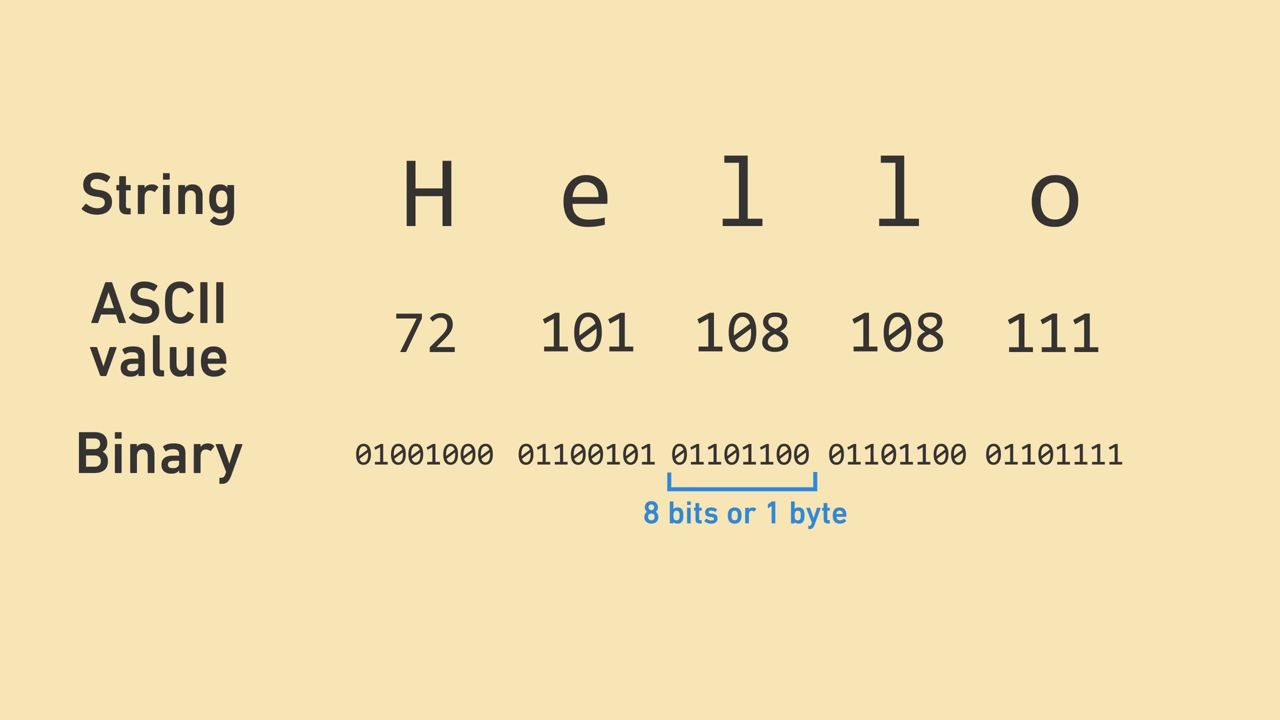 String H e l l o
ASCII
value 72 101 108 108 111
Binary 01001000 01100101 01101100 01101100 01101111
8 bits or 1 byte